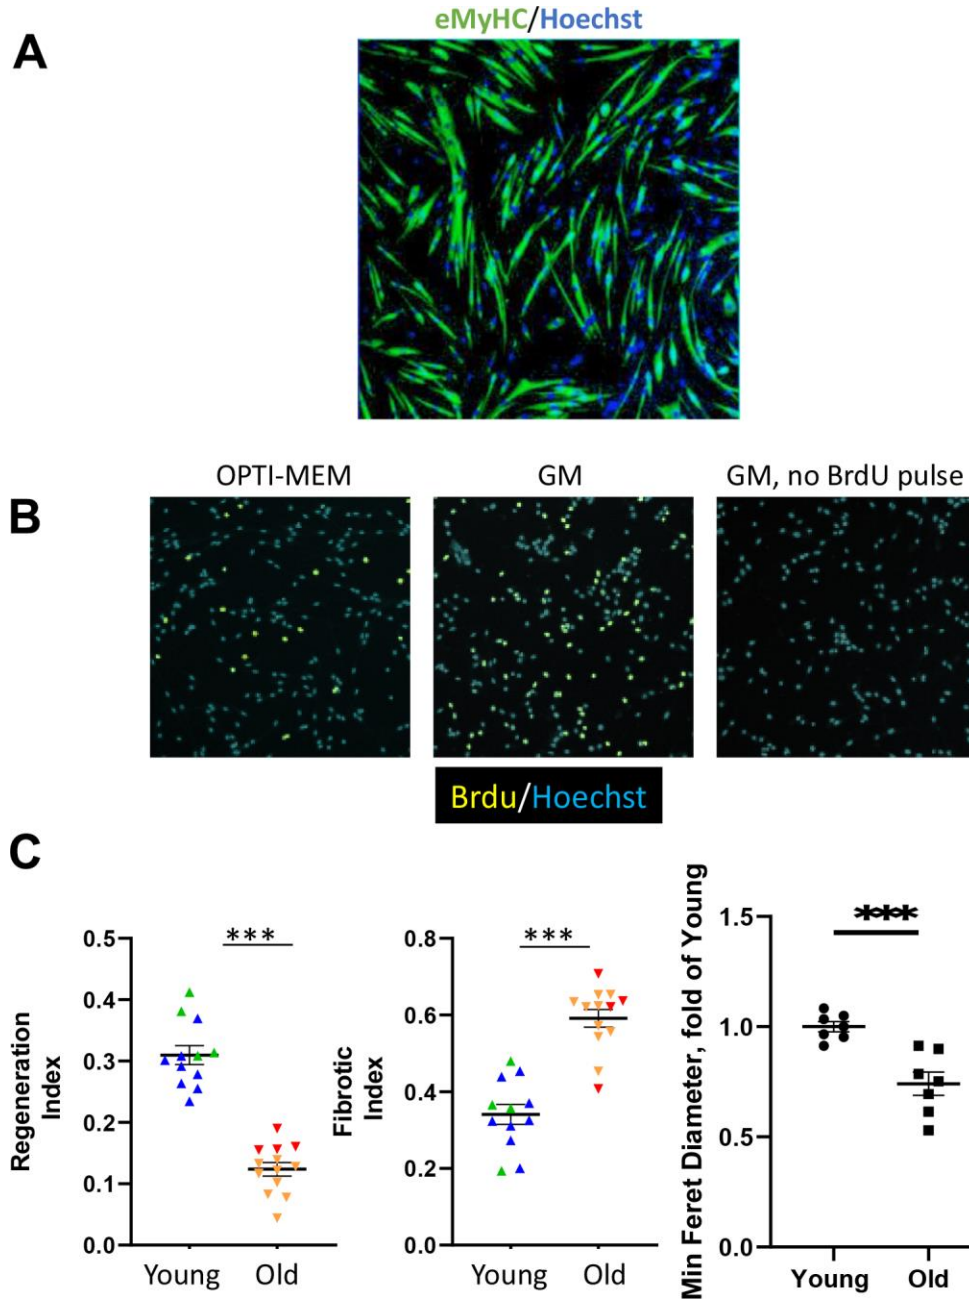 A
eMyHC/Hoechst
B
OPTI-MEM
GM
GM, no BrdU pulse
Brdu/Hoechst
C
Regeneration
Index
0.5
0.4
0.3
0.2
0.1
0.0
***
Young
Old
Fibrotic
Index
0.8
0.6
0.4
0.2
0.0
***
Young
Old
Min Feret Diameter, fold of Young
1.5
1.0
0.5
0.0
***
Young
Old